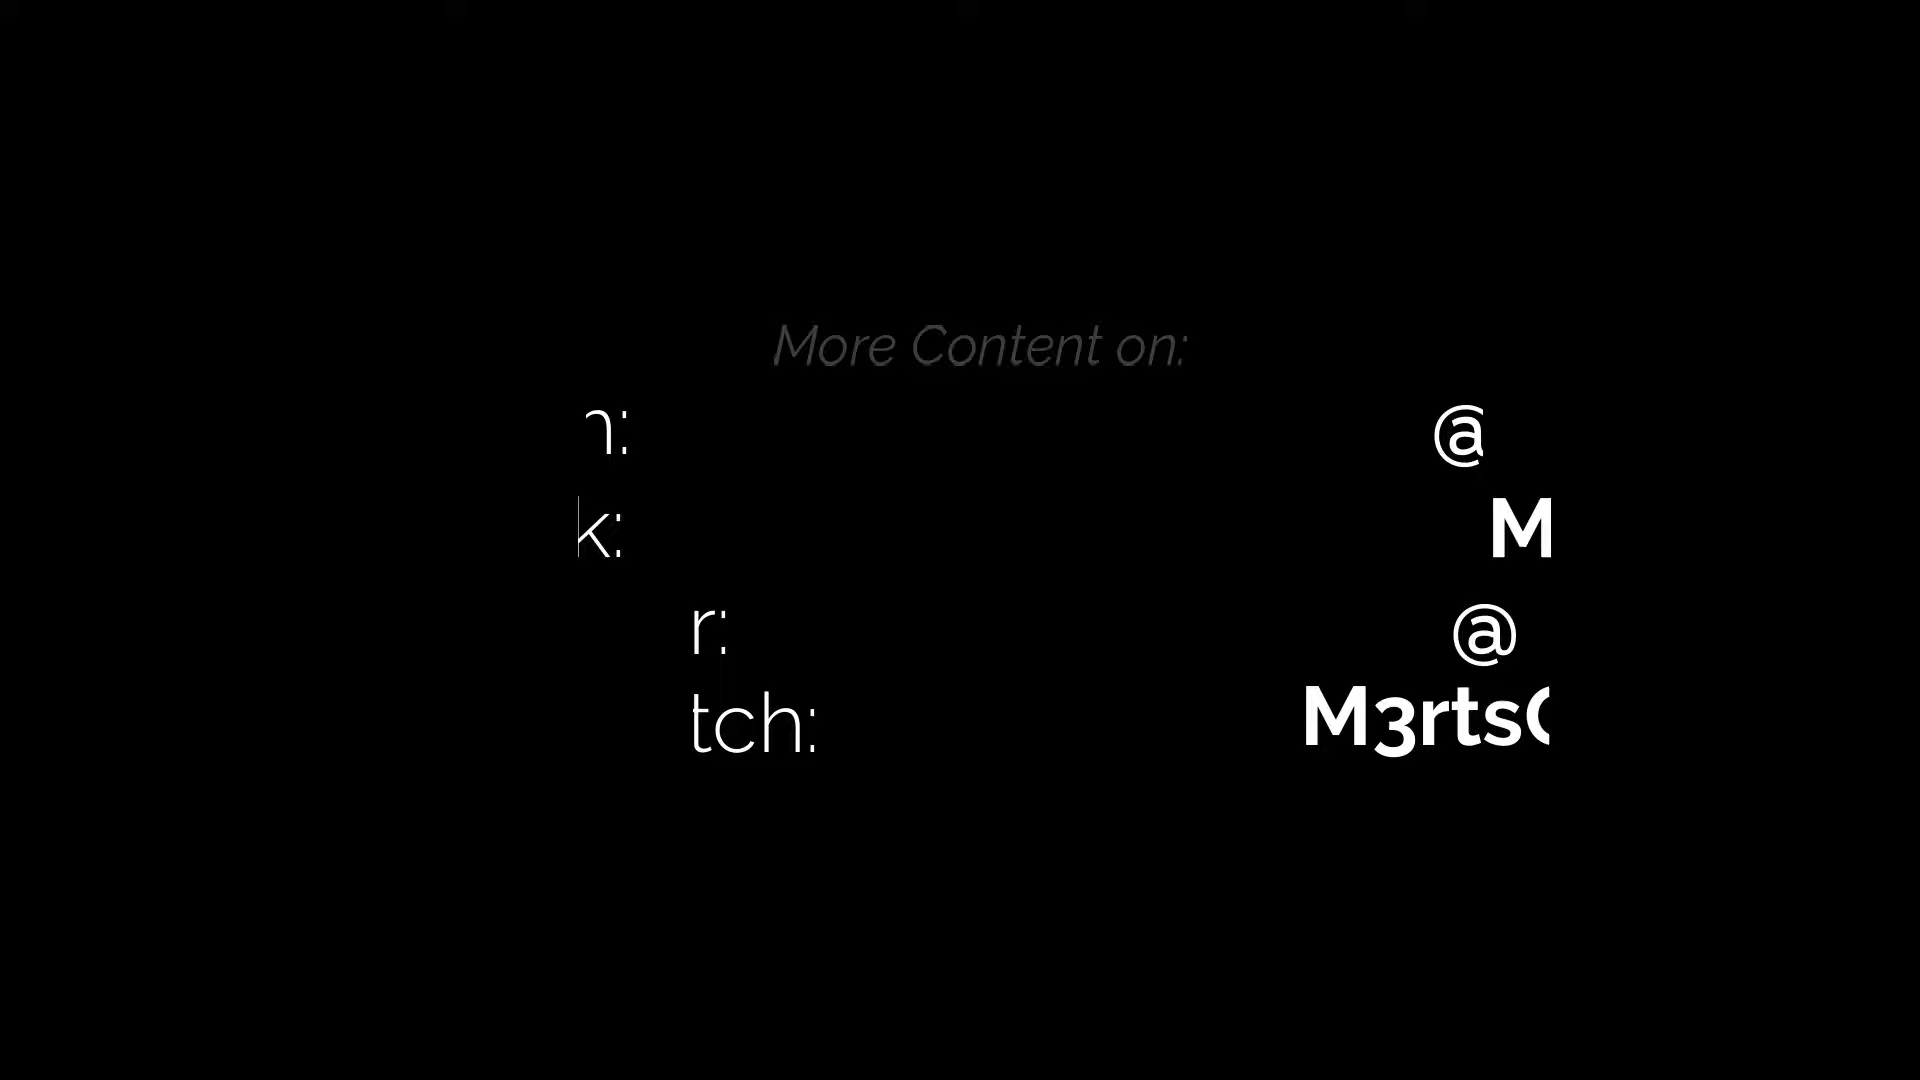 More Content on:
n: @
k: M
r: @
tch: M3rts